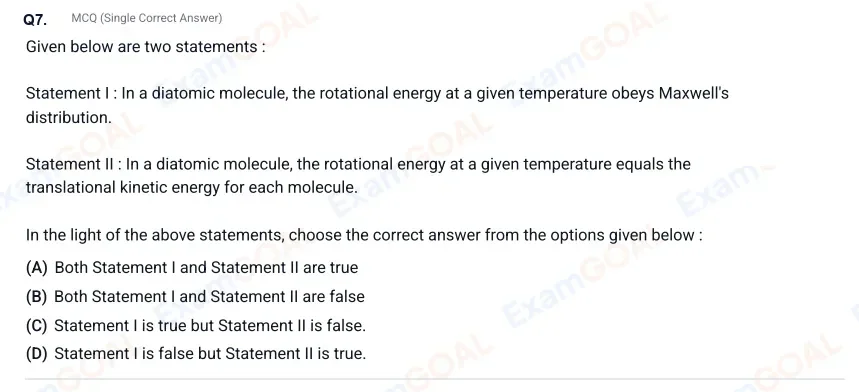 Q7. MCQ (Single Correct Answer)
Given below are two statements :
Statement I : In a diatomic molecule, the rotational energy at a given temperature obeys Maxwell's
distribution.
Statement II : In a diatomic molecule, the rotational energy at a given temperature equals the
translational kinetic energy for each molecule.
In the light of the above statements, choose the correct answer from the options given below :
(A) Both Statement I and Statement II are true
(B) Both Statement I and Statement II are false
(C) Statement I is true but Statement II is false.
(D) Statement I is false but Statement II is true.
ExamGOAL